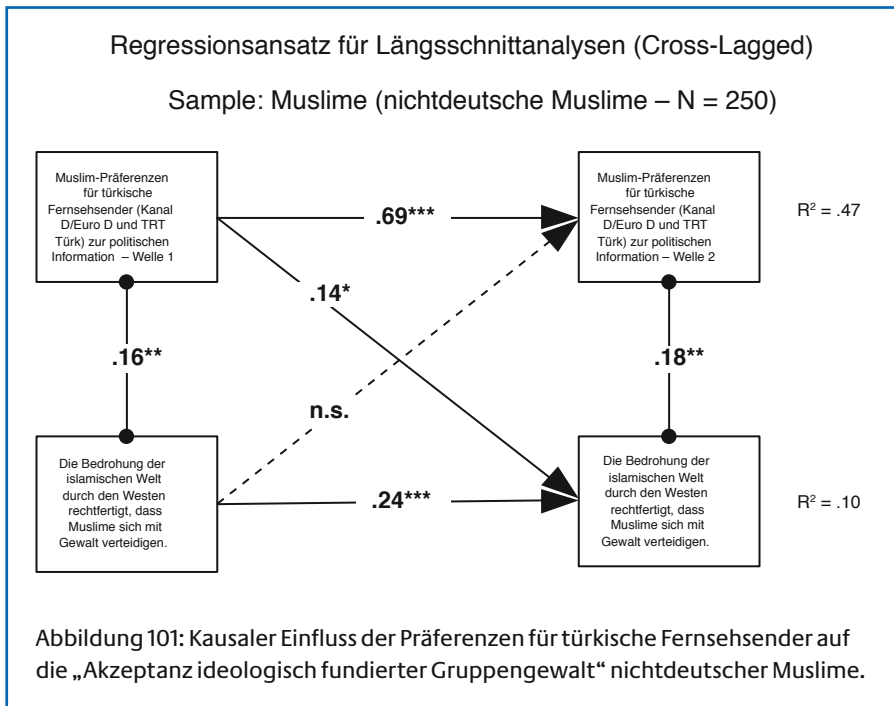 Regressionsansatz für Längsschnittanalysen (Cross-Lagged)
Sample: Muslime (nichtdeutsche Muslime – N = 250)
Muslim-Präferenzen
für türkische
Fernsehsender (Kanal
D/Euro D und TRT
Türk) zur politischen
Information – Welle 1
.69***
Muslim-Präferenzen
für türkische
Fernsehsender (Kanal
D/Euro D und TRT
Türk) zur politischen
Information – Welle 2
R² = .47
.14*
.16**
.18**
n.s.
Die Bedrohung der
islamischen Welt
durch den Westen
rechtfertigt, dass
Muslime sich mit
Gewalt verteidigen.
.24***
Die Bedrohung der
islamischen Welt
durch den Westen
rechtfertigt, dass
Muslime sich mit
Gewalt verteidigen.
R² = .10
Abbildung 101: Kausaler Einfluss der Präferenzen für türkische Fernsehsender auf
die „Akzeptanz ideologisch fundierter Gruppengewalt“ nichtdeutscher Muslime.